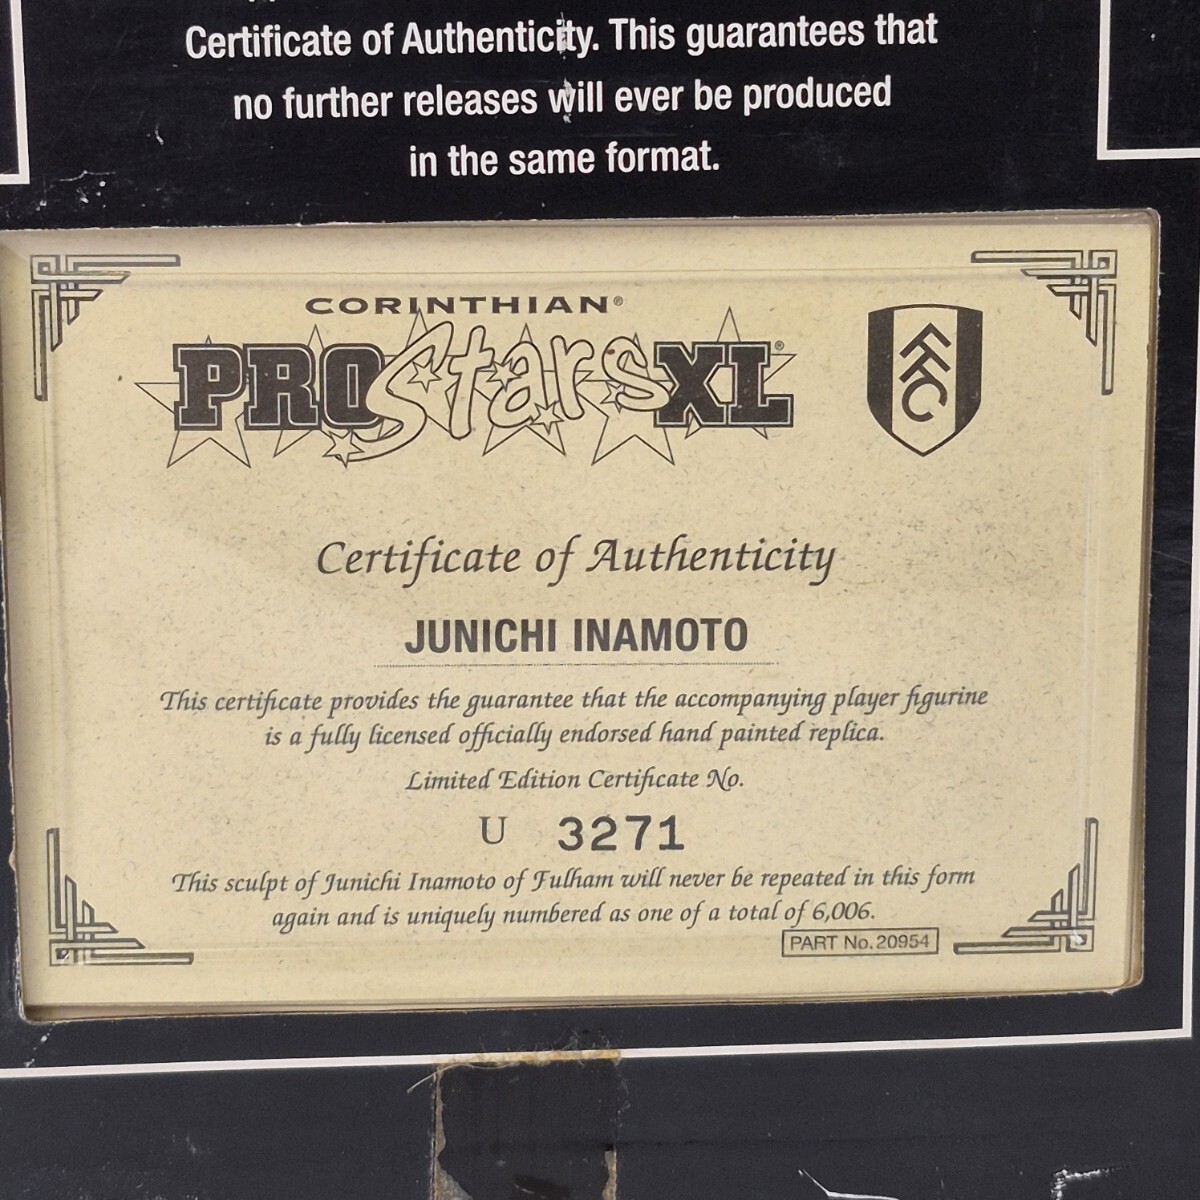 Certificate of Authenticity. This guarantees that
no further releases will ever be produced
in the same format.
CORINTHIAN®
PRO Stars XL®
FFC
Certificate of Authenticity
JUNICHI INAMOTO
This certificate provides the guarantee that the accompanying player figurine
is a fully licensed officially endorsed hand painted replica.
Limited Edition Certificate No.
U 3271
This sculpt of Junichi Inamoto of Fulham will never be repeated in this form
again and is uniquely numbered as one of a total of 6,006.
PART No. 20954